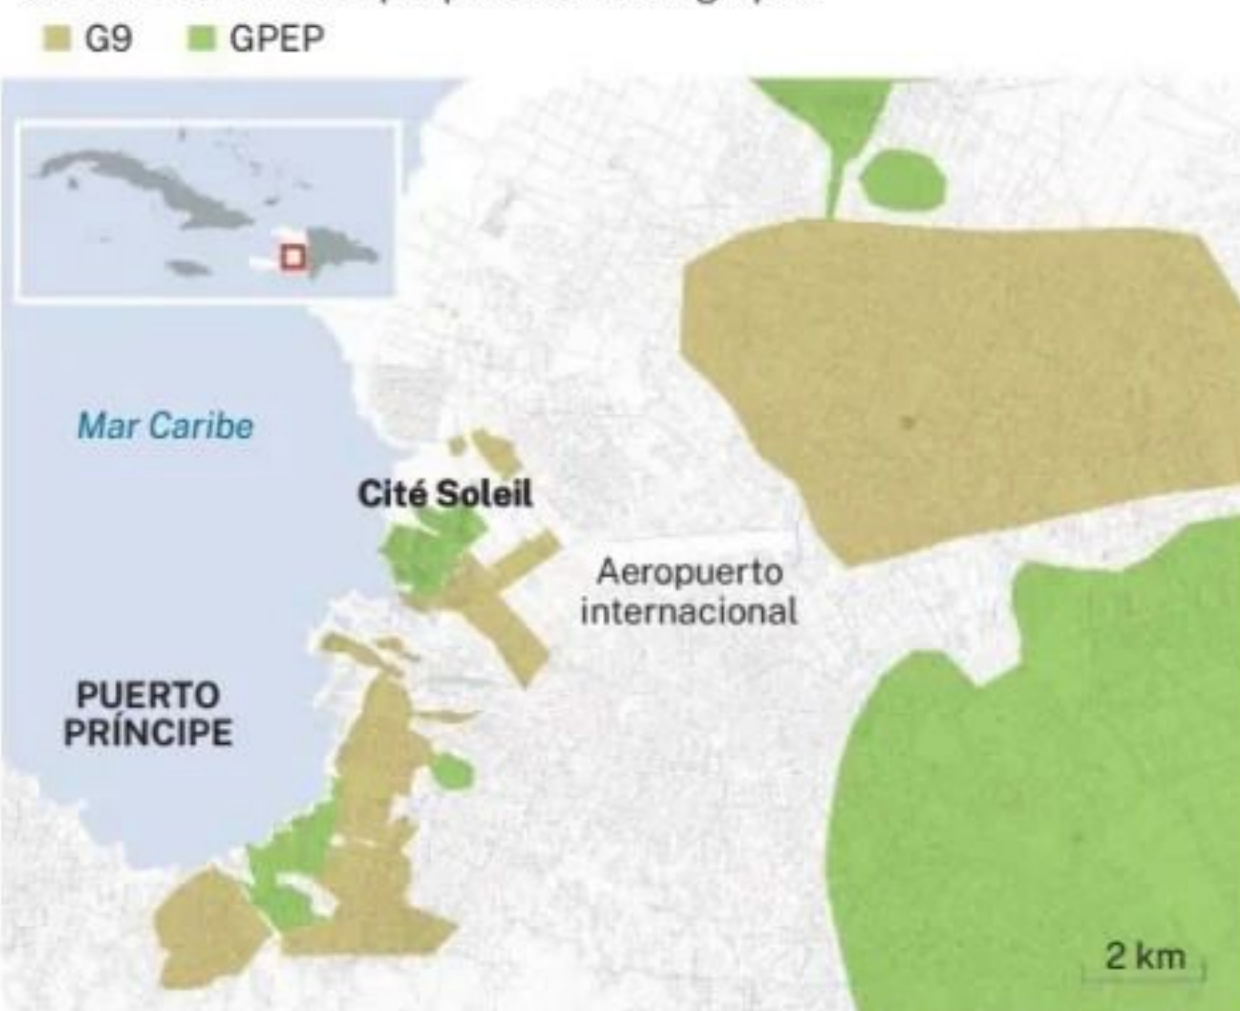 G9 GPEP
Mar Caribe
Cité Soleil
Aeropuerto
internacional
PUERTO
PRÍNCIPE
2 km